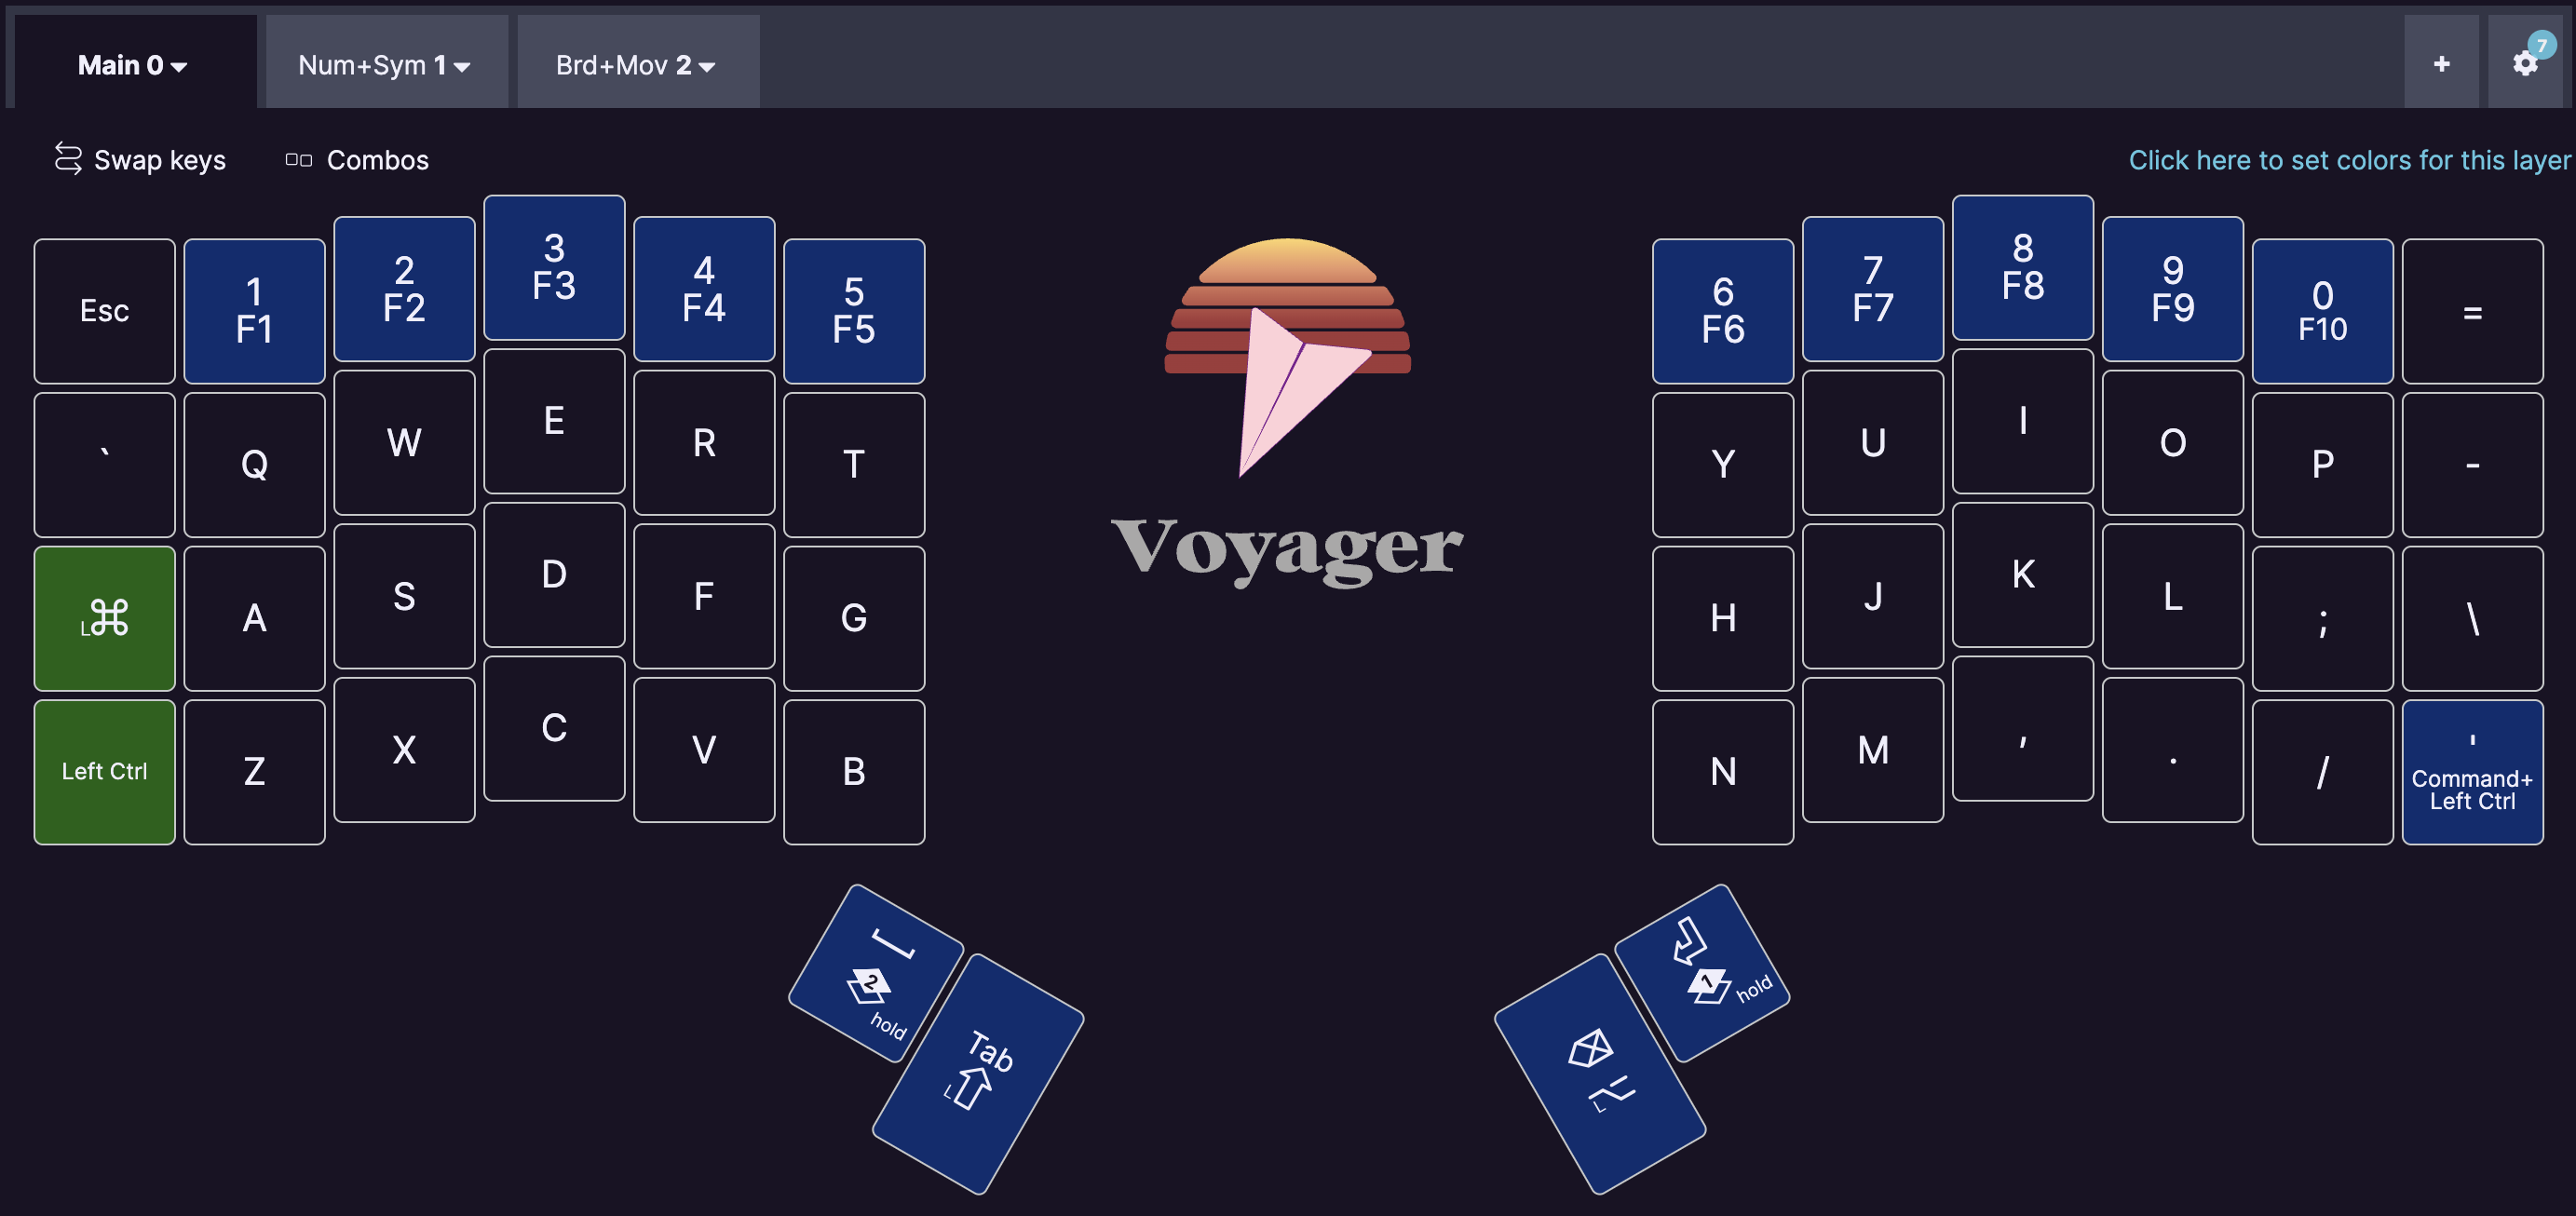 Main 0
Num+Sym 1
Brd+Mov 2
+
7
Swap keys
Combos
Click here to set colors for this layer
Esc
1
F1
2
F2
3
F3
4
F4
5
F5
6
F6
7
F7
8
F8
9
F9
0
F10
=
`
Q
W
E
R
T
Y
U
I
O
P
-
L⌘
A
S
D
F
G
H
J
K
L
;
\
Left Ctrl
Z
X
C
V
B
N
M
,
.
/
'
Command+
Left Ctrl
Voyager
2
hold
Tab
L
1
hold
L